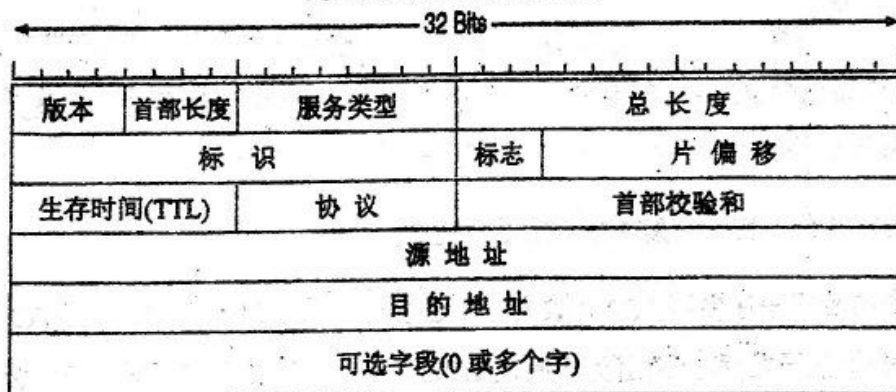 32 Bits
版本 首部长度 服务类型 总长度
标识 标志 片偏移
生存时间(TTL) 协议 首部校验和
源地址
目的地址
可选字段(0 或多个字)